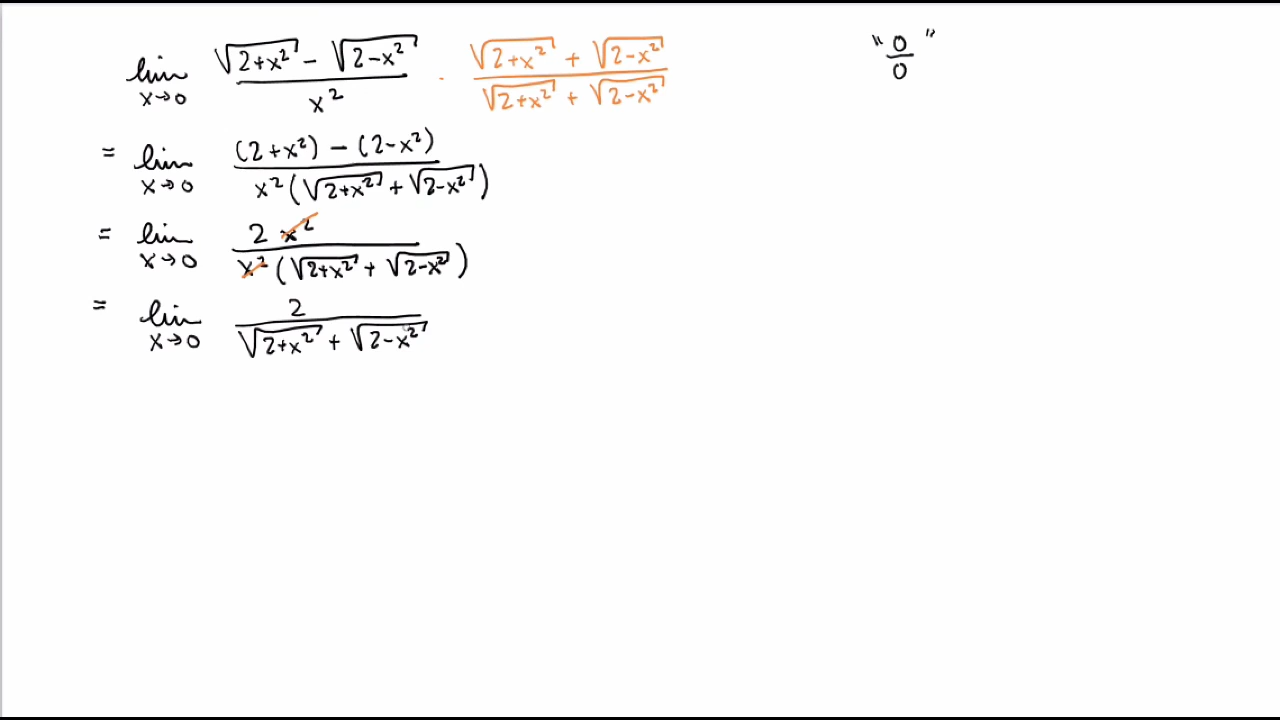 lim x→0 (√(2+x²) − √(2−x²)) / x² · (√(2+x²) + √(2−x²)) / (√(2+x²) + √(2−x²)) "0/0"
= lim x→0 ((2+x²) − (2−x²)) / (x² (√(2+x²) + √(2−x²)))
= lim x→0 (2 x²) / (x² (√(2+x²) + √(2−x²)))
= lim x→0 2 / (√(2+x²) + √(2−x²))